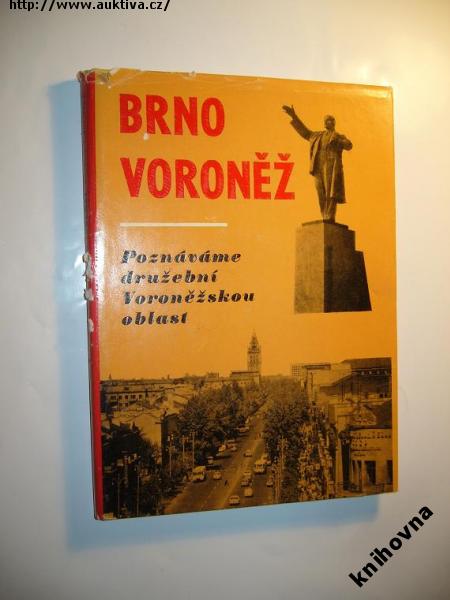 http://www.auktiva.cz/
BRNO
VORONĚŽ
Poznáváme
družební
Voroněžskou
oblast
knihovna